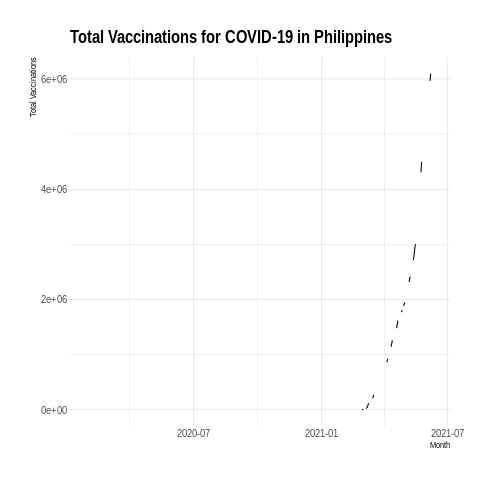 Total Vaccinations for COVID-19 in Philippines
Total Vaccinations
6e+06
4e+06
2e+06
0e+00
2020-07
2021-01
2021-07
Month